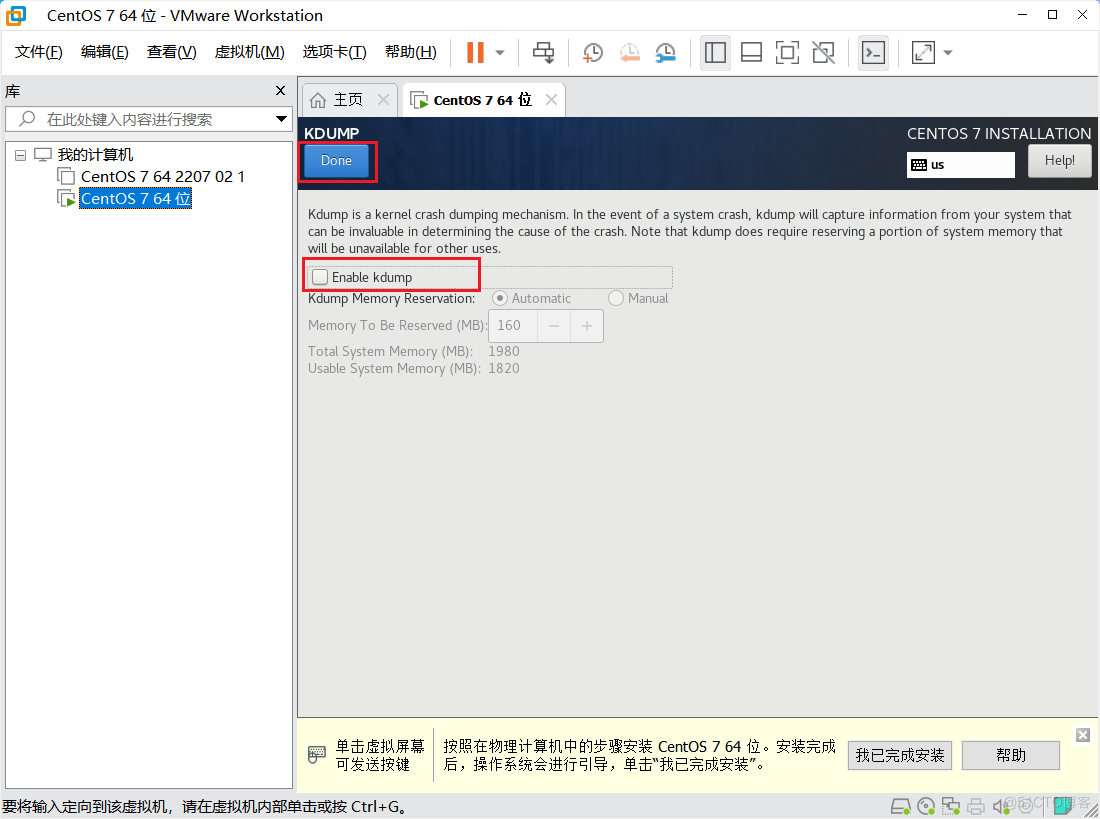 CentOS 7 64 位 - VMware Workstation
文件(F) 编辑(E) 查看(V) 虚拟机(M) 选项卡(T) 帮助(H)
库
在此处键入内容进行搜索
我的计算机
CentOS 7 64 2207 02 1
CentOS 7 64 位
主页 CentOS 7 64 位
KDUMP
CENTOS 7 INSTALLATION
Done
us
Help!
Kdump is a kernel crash dumping mechanism. In the event of a system crash, kdump will capture information from your system that
can be invaluable in determining the cause of the crash. Note that kdump does require reserving a portion of system memory that
will be unavailable for other uses.
Enable kdump
Kdump Memory Reservation: Automatic Manual
Memory To Be Reserved (MB): 160 − +
Total System Memory (MB): 1980
Usable System Memory (MB): 1820
单击虚拟屏幕
可发送按键
按照在物理计算机中的步骤安装 CentOS 7 64 位。安装完成
后，操作系统会进行引导，单击“我已完成安装”。
我已完成安装
帮助
要将输入定向到该虚拟机，请在虚拟机内部单击或按 Ctrl+G。
@51CTO博客